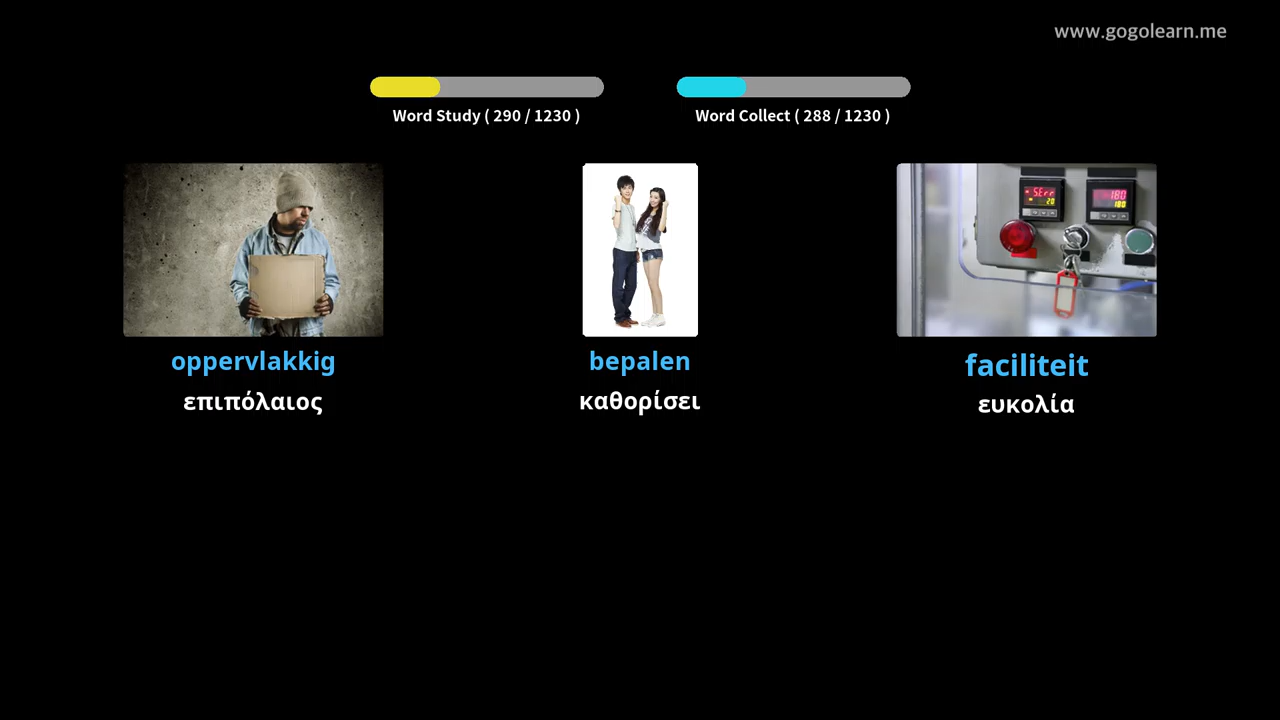 www.gogolearn.me
Word Study ( 290 / 1230 )
Word Collect ( 288 / 1230 )
oppervlakkig
επιπόλαιος
bepalen
καθορίσει
faciliteit
ευκολία